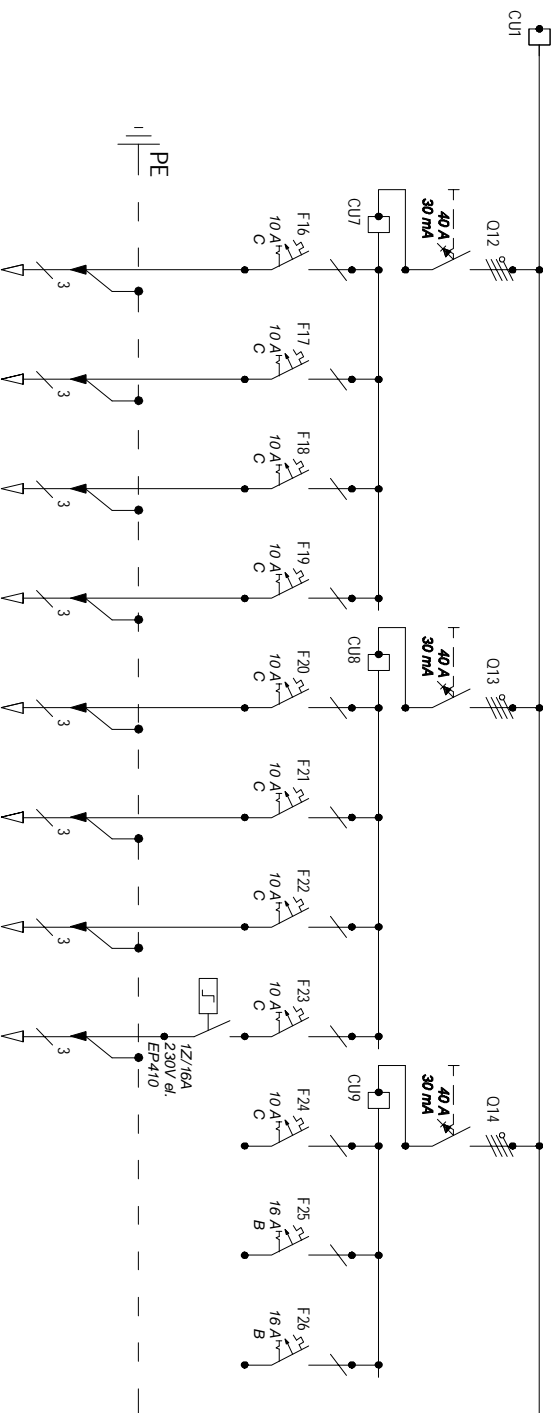 CU1
Q12
40 A
30 mA
CU7
F16
10 A
C
F17
10 A
C
F18
10 A
C
F19
10 A
C
Q13
40 A
30 mA
CU8
F20
10 A
C
F21
10 A
C
F22
10 A
C
F23
10 A
C
1Z/16A
230V el.
EP410
Q14
40 A
30 mA
CU9
F24
10 A
C
F25
16 A
B
F26
16 A
B
PE
3
3
3
3
3
3
3
3